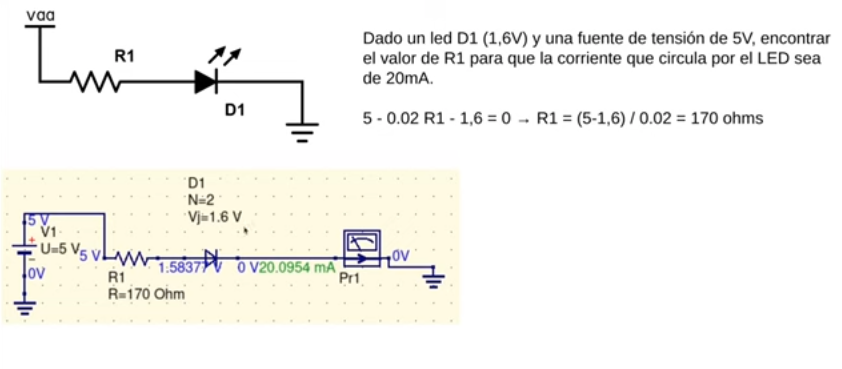 vdd
R1
D1
Dado un led D1 (1,6V) y una fuente de tensión de 5V, encontrar
el valor de R1 para que la corriente que circula por el LED sea
de 20mA.
5 - 0.02 R1 - 1,6 = 0 → R1 = (5-1,6) / 0.02 = 170 ohms
D1
N=2
Vj=1.6 V
5 V
V1
U=5 V
5 V
0V
1.58377 V
0 V
20.0954 mA
0V
Pr1
R1
R=170 Ohm